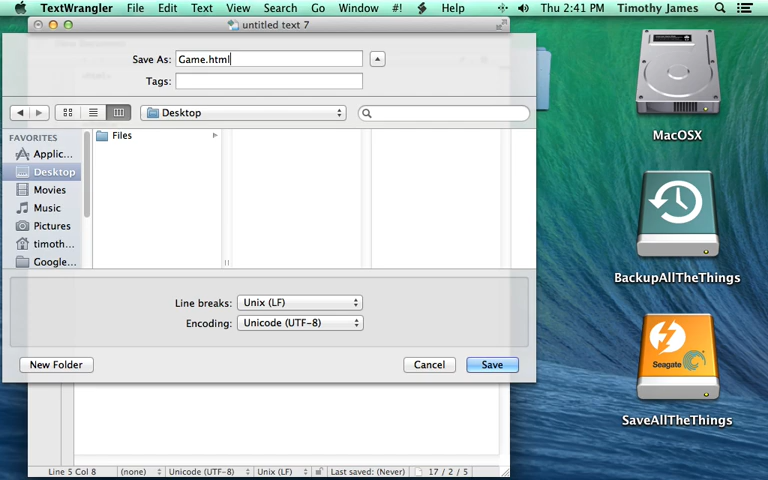 TextWrangler File Edit Text View Search Go Window #! Help Thu 2:41 PM Timothy James
untitled text 7
Save As: Game.html
Tags:
Desktop
FAVORITES
Applic...
Desktop
Movies
Music
Pictures
timoth...
Google...
Files
Line breaks: Unix (LF)
Encoding: Unicode (UTF-8)
New Folder Cancel Save
Line 5 Col 8 (none) Unicode (UTF-8) Unix (LF) Last saved: (Never) 17 / 2 / 5
MacOSX
BackupAllTheThings
Seagate
SaveAllTheThings